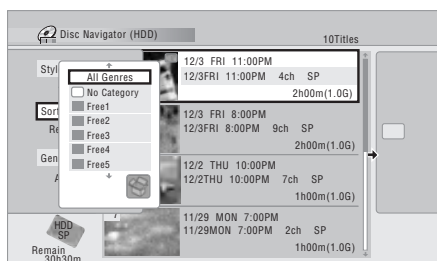 Disc Navigator (HDD)
10Titles
Styl
All Genres
No Category
Free1
Free2
Free3
Free4
Free5
Sort
Re
Gen
A
12/3 FRI 11:00PM
12/3FRI 11:00PM 4ch SP
2h00m(1.0G)
12/3 FRI 8:00PM
12/3FRI 8:00PM 9ch SP
2h00m(1.0G)
12/2 THU 10:00PM
12/2THU 10:00PM 7ch SP
1h00m(1.0G)
11/29 MON 7:00PM
11/29MON 7:00PM 2ch SP
1h00m(1.0G)
HDD
SP
Remain
30h30m